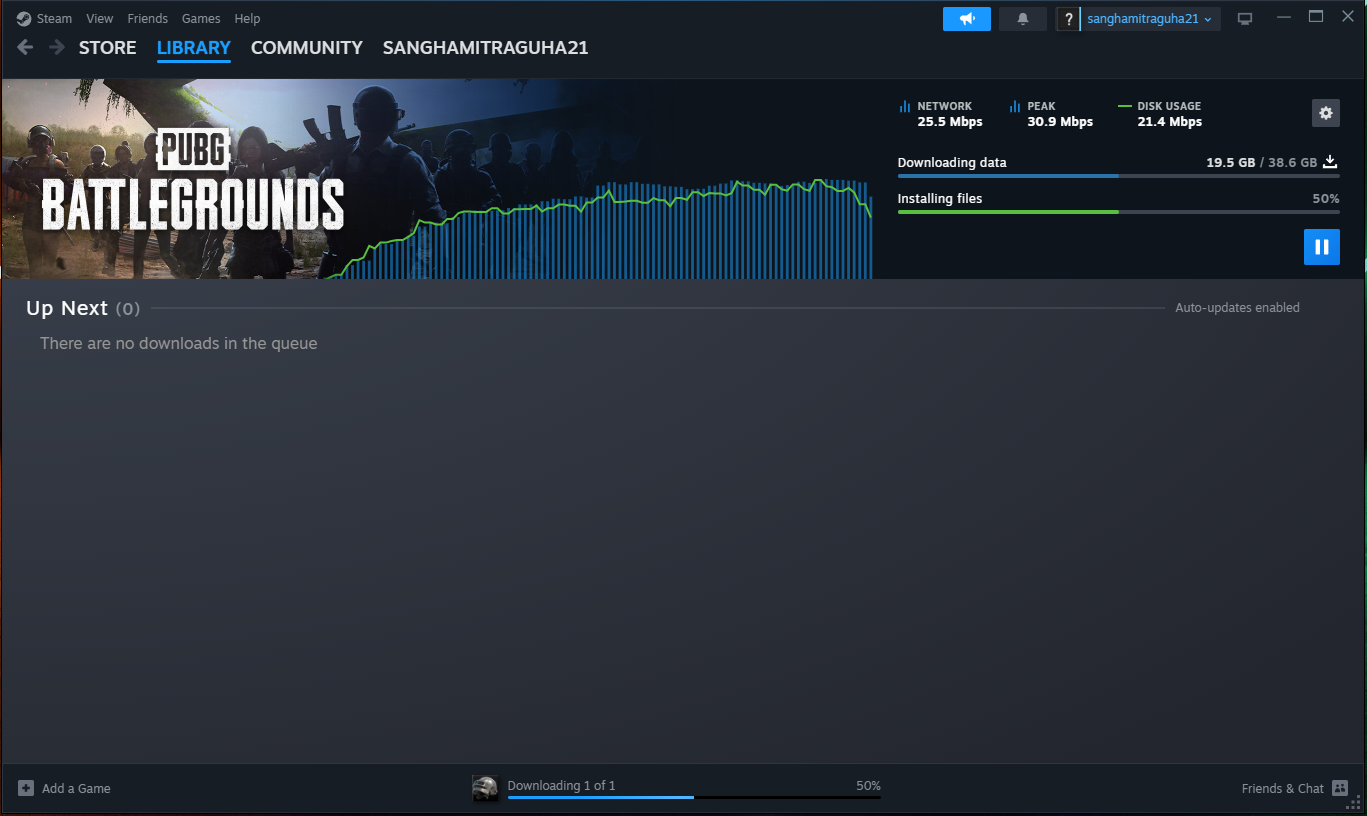 Steam View Friends Games Help
? sanghamitraguha21
STORE LIBRARY COMMUNITY SANGHAMITRAGUHA21
PUBG
BATTLEGROUNDS
NETWORK PEAK DISK USAGE
25.5 Mbps 30.9 Mbps 21.4 Mbps
Downloading data 19.5 GB / 38.6 GB
Installing files 50%
Up Next (0) Auto-updates enabled
There are no downloads in the queue
Add a Game Downloading 1 of 1 50% Friends & Chat